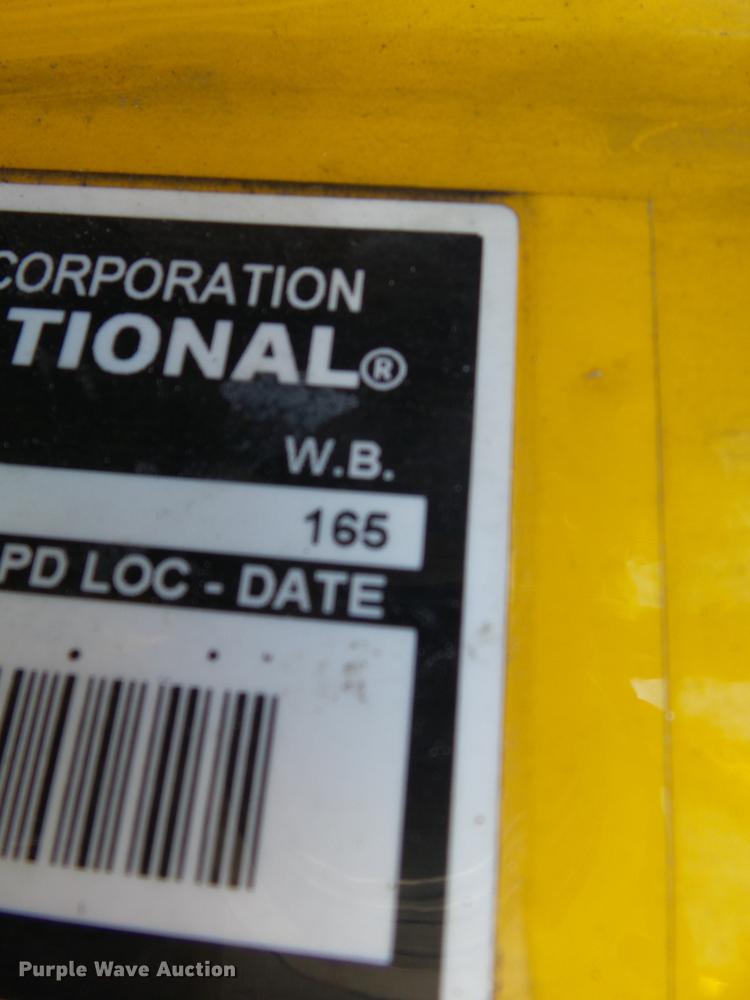 CORPORATION
TIONAL®
W.B.
165
PD LOC - DATE
Purple Wave Auction